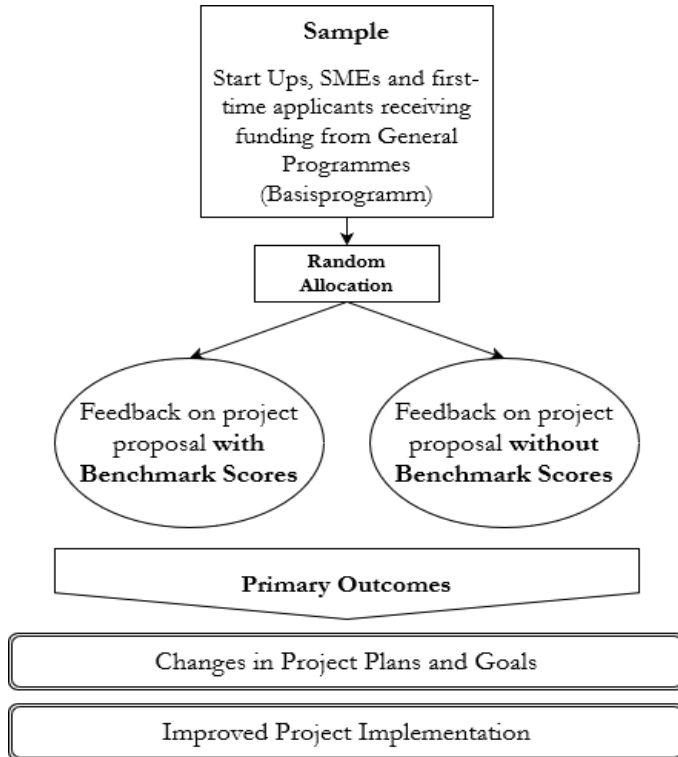 Sample
Start Ups, SMEs and first-
time applicants receiving
funding from General
Programmes
(Basisprogramm)
Random
Allocation
Feedback on project
proposal with
Benchmark Scores
Feedback on project
proposal without
Benchmark Scores
Primary Outcomes
Changes in Project Plans and Goals
Improved Project Implementation